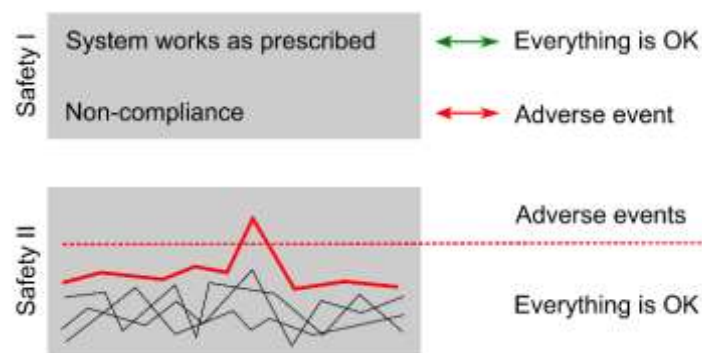 Safety I
System works as prescribed
Everything is OK
Non-compliance
Adverse event
Safety II
Adverse events
Everything is OK